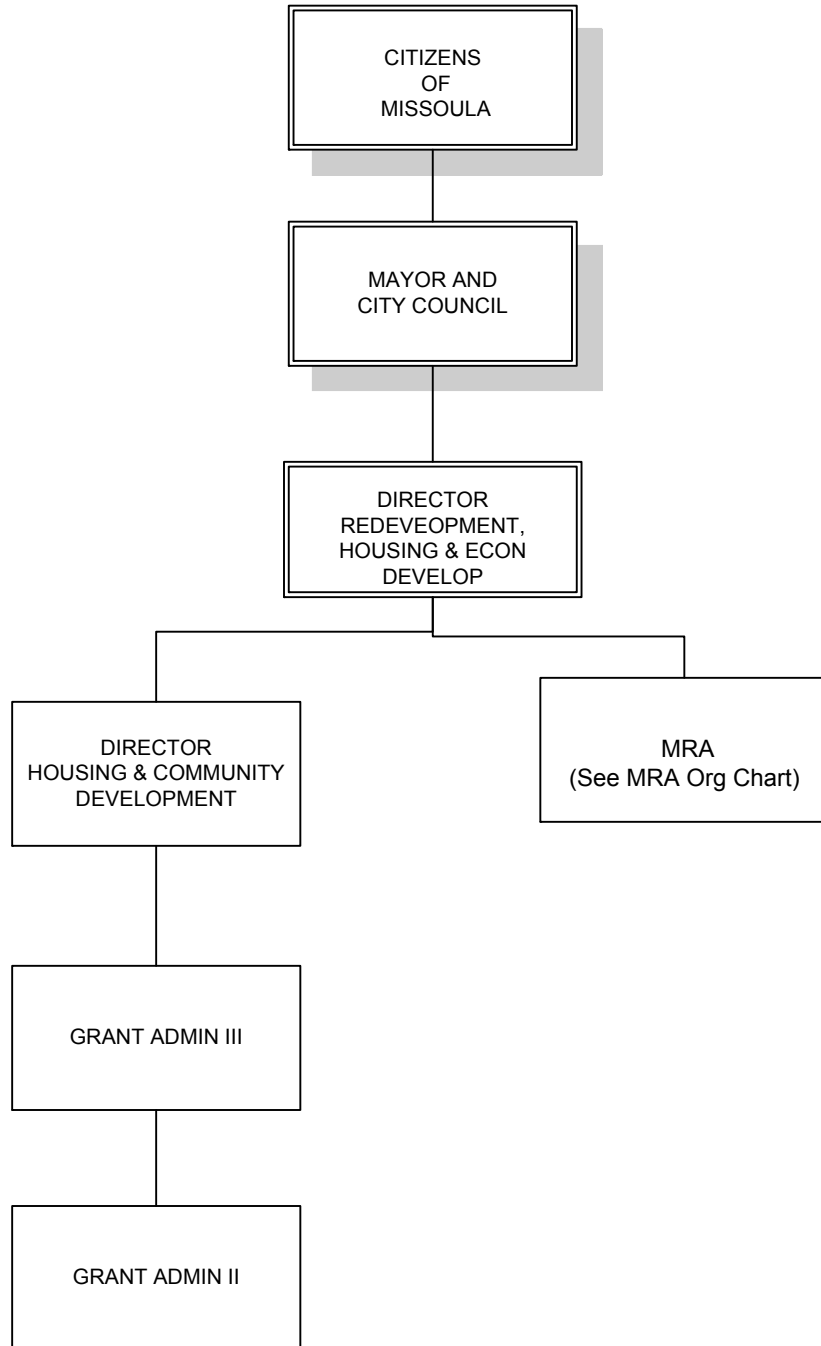 CITIZENS
OF
MISSOULA
MAYOR AND
CITY COUNCIL
DIRECTOR
REDEVEOPMENT,
HOUSING & ECON
DEVELOP
DIRECTOR
HOUSING & COMMUNITY
DEVELOPMENT
MRA
(See MRA Org Chart)
GRANT ADMIN III
GRANT ADMIN II